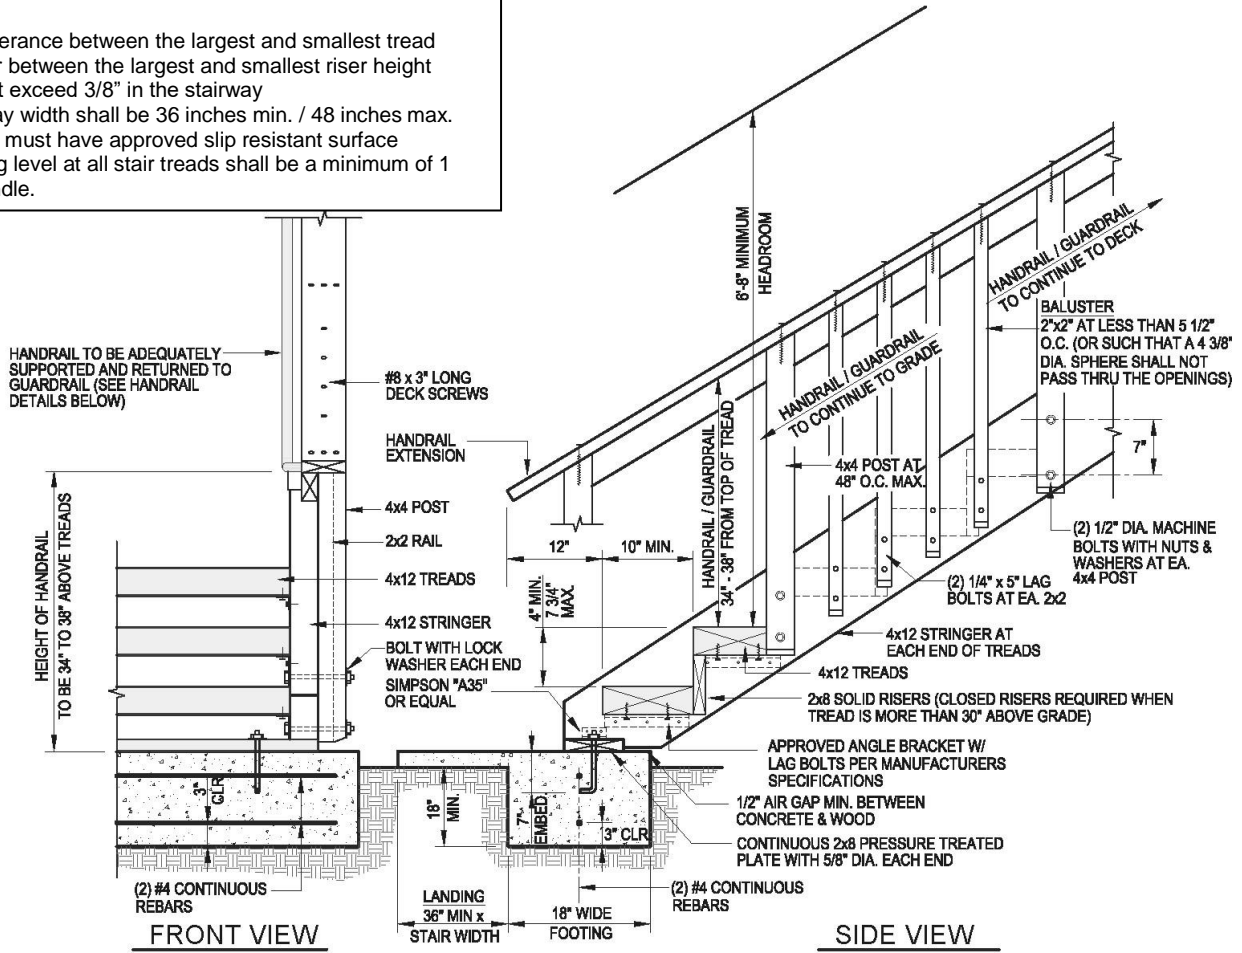 erance between the largest and smallest tread
r between the largest and smallest riser height
t exceed 3/8” in the stairway
ay width shall be 36 inches min. / 48 inches max.
must have approved slip resistant surface
g level at all stair treads shall be a minimum of 1
ndle.
HANDRAIL TO BE ADEQUATELY
SUPPORTED AND RETURNED TO
GUARDRAIL (SEE HANDRAIL
DETAILS BELOW)
#8 x 3" LONG
DECK SCREWS
HANDRAIL
EXTENSION
4x4 POST
2x2 RAIL
4x12 TREADS
4x12 STRINGER
BOLT WITH LOCK
WASHER EACH END
SIMPSON "A35"
OR EQUAL
HEIGHT OF HANDRAIL
TO BE 34" TO 38" ABOVE TREADS
3"
CLR
(2) #4 CONTINUOUS
REBARS
FRONT VIEW
6'-8" MINIMUM
HEADROOM
HANDRAIL / GUARDRAIL
TO CONTINUE TO DECK
BALUSTER
2"x2" AT LESS THAN 5 1/2"
O.C. (OR SUCH THAT A 4 3/8"
DIA. SPHERE SHALL NOT
PASS THRU THE OPENINGS)
HANDRAIL / GUARDRAIL
TO CONTINUE TO GRADE
HANDRAIL / GUARDRAIL
34" - 38" FROM TOP OF TREAD
4x4 POST AT
48" O.C. MAX.
7"
(2) 1/2" DIA. MACHINE
BOLTS WITH NUTS &
WASHERS AT EA.
4x4 POST
12"
10" MIN.
4" MIN.
7 3/4"
MAX.
(2) 1/4" x 5" LAG
BOLTS AT EA. 2x2
4x12 STRINGER AT
EACH END OF TREADS
4x12 TREADS
2x8 SOLID RISERS (CLOSED RISERS REQUIRED WHEN
TREAD IS MORE THAN 30" ABOVE GRADE)
APPROVED ANGLE BRACKET W/
LAG BOLTS PER MANUFACTURERS
SPECIFICATIONS
1/2" AIR GAP MIN. BETWEEN
CONCRETE & WOOD
CONTINUOUS 2x8 PRESSURE TREATED
PLATE WITH 5/8" DIA. EACH END
18"
MIN.
7"
EMBED.
3" CLR.
(2) #4 CONTINUOUS
REBARS
LANDING
36" MIN x
STAIR WIDTH
18" WIDE
FOOTING
SIDE VIEW